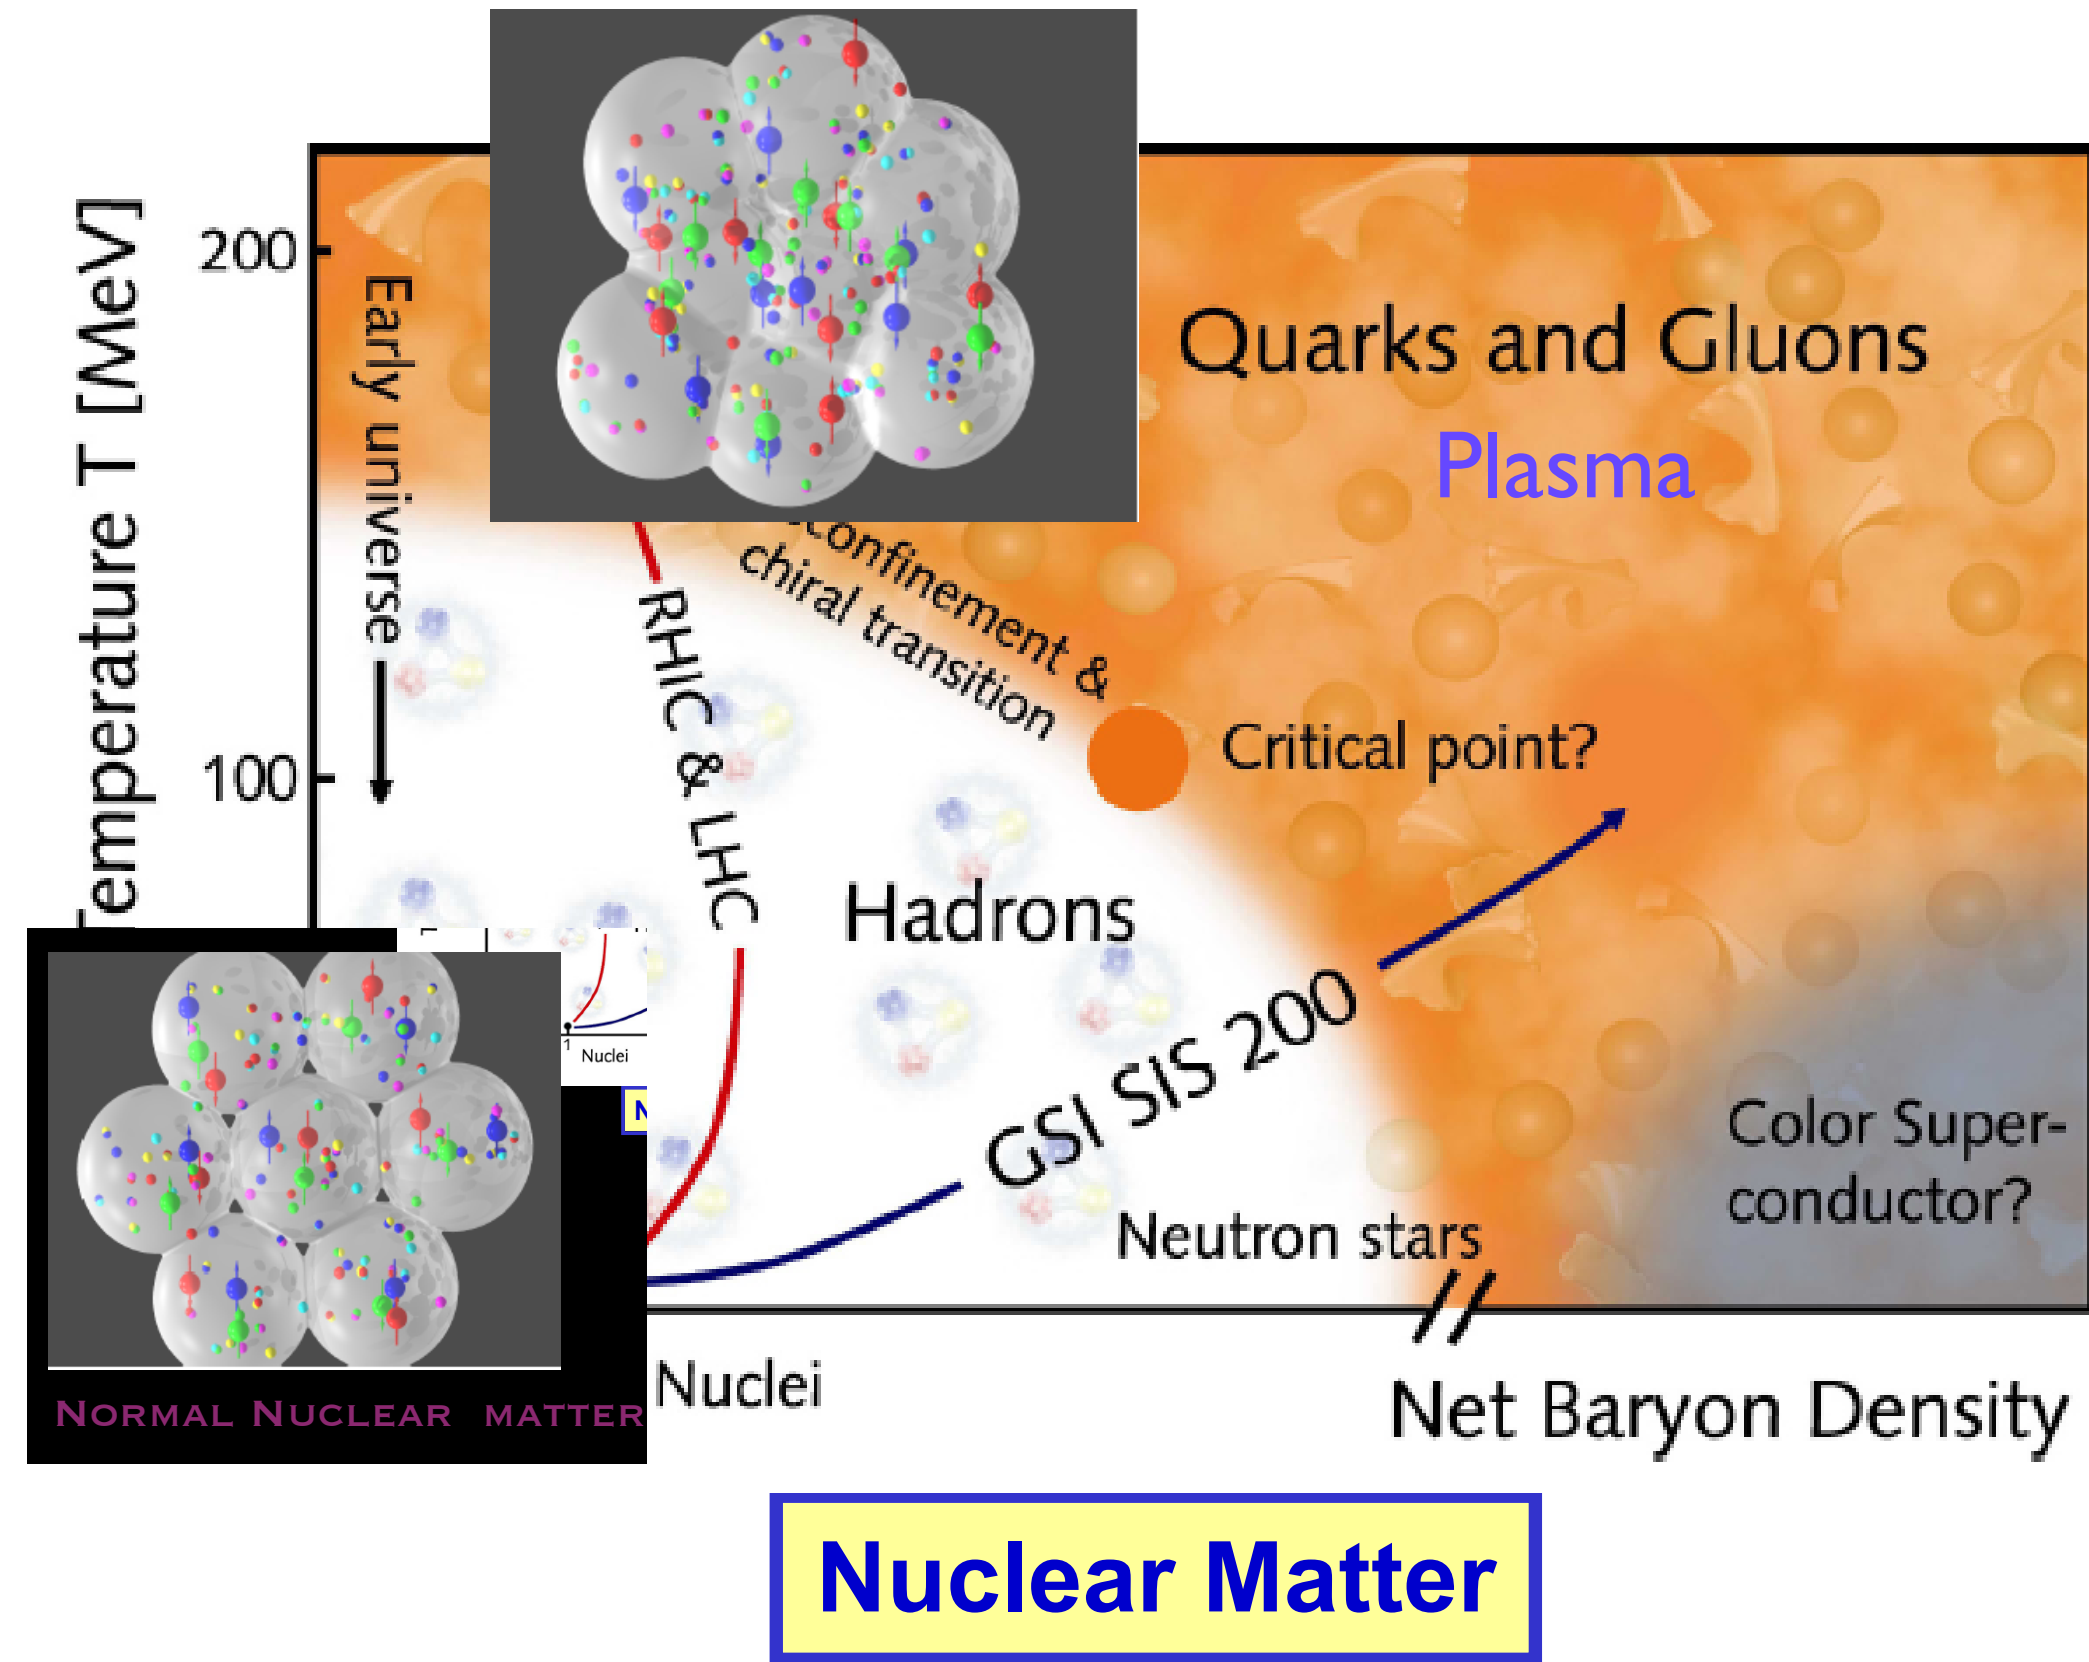 Temperature T [MeV]
200
100
Early universe
Quarks and Gluons
Plasma
confinement &
chiral transition
RHIC & LHC
Critical point?
Hadrons
GSI SIS 200
Color Super-
conductor?
Neutron stars
1
Nuclei
N
NORMAL NUCLEAR MATTER
Nuclei
Net Baryon Density
Nuclear Matter